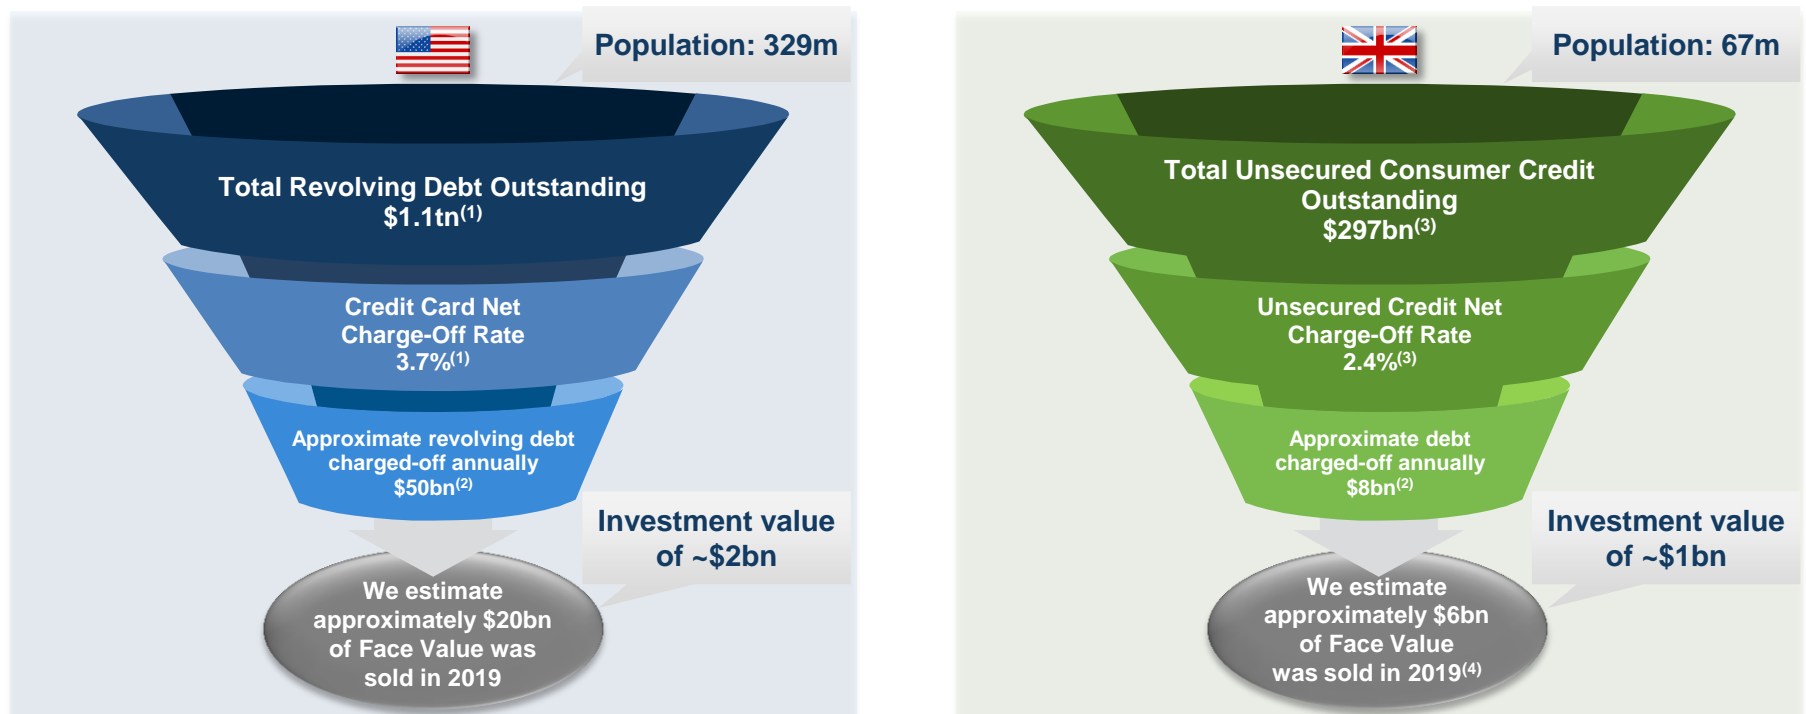 Population: 329m
Total Revolving Debt Outstanding
$1.1tn(1)
Credit Card Net
Charge-Off Rate
3.7%(1)
Approximate revolving debt
charged-off annually
$50bn(2)
Investment value
of ~$2bn
We estimate
approximately $20bn
of Face Value was
sold in 2019
Population: 67m
Total Unsecured Consumer Credit
Outstanding
$297bn(3)
Unsecured Credit Net
Charge-Off Rate
2.4%(3)
Approximate debt
charged-off annually
$8bn(2)
Investment value
of ~$1bn
We estimate
approximately $6bn
of Face Value
was sold in 2019(4)